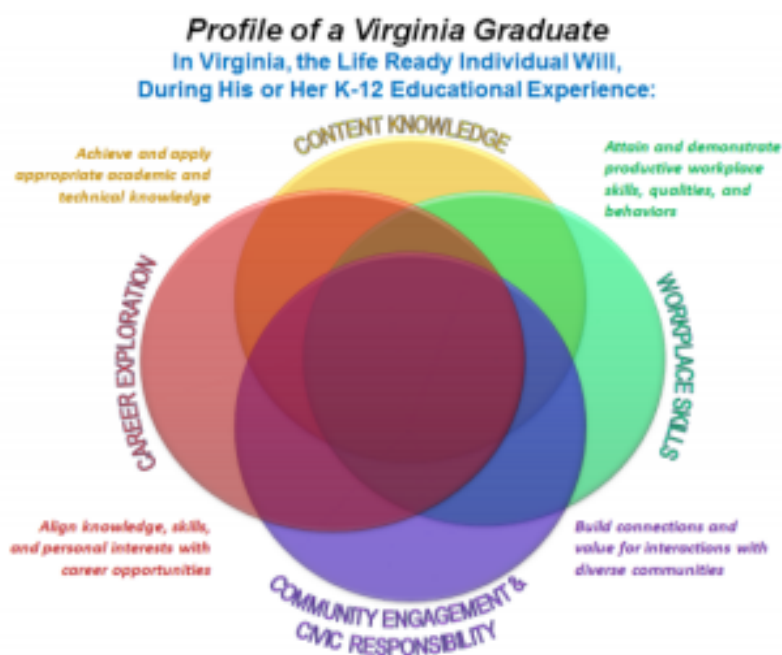 Profile of a Virginia Graduate
In Virginia, the Life Ready Individual Will,
During His or Her K-12 Educational Experience:
CONTENT KNOWLEDGE
Achieve and apply
appropriate academic and
technical knowledge
Attain and demonstrate
productive workplace
skills, qualities, and
behaviors
CAREER EXPLORATION
WORKPLACE SKILLS
Align knowledge, skills,
and personal interests with
career opportunities
Build connections and
value for interactions with
diverse communities
COMMUNITY ENGAGEMENT &
CIVIC RESPONSIBILITY